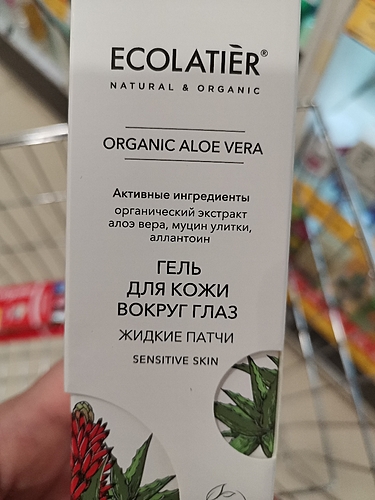 ECOLATIÈR®
NATURAL & ORGANIC
ORGANIC ALOE VERA
Активные ингредиенты
органический экстракт
алоэ вера, муцин улитки,
аллантоин
ГЕЛЬ
ДЛЯ КОЖИ
ВОКРУГ ГЛАЗ
ЖИДКИЕ ПАТЧИ
SENSITIVE SKIN